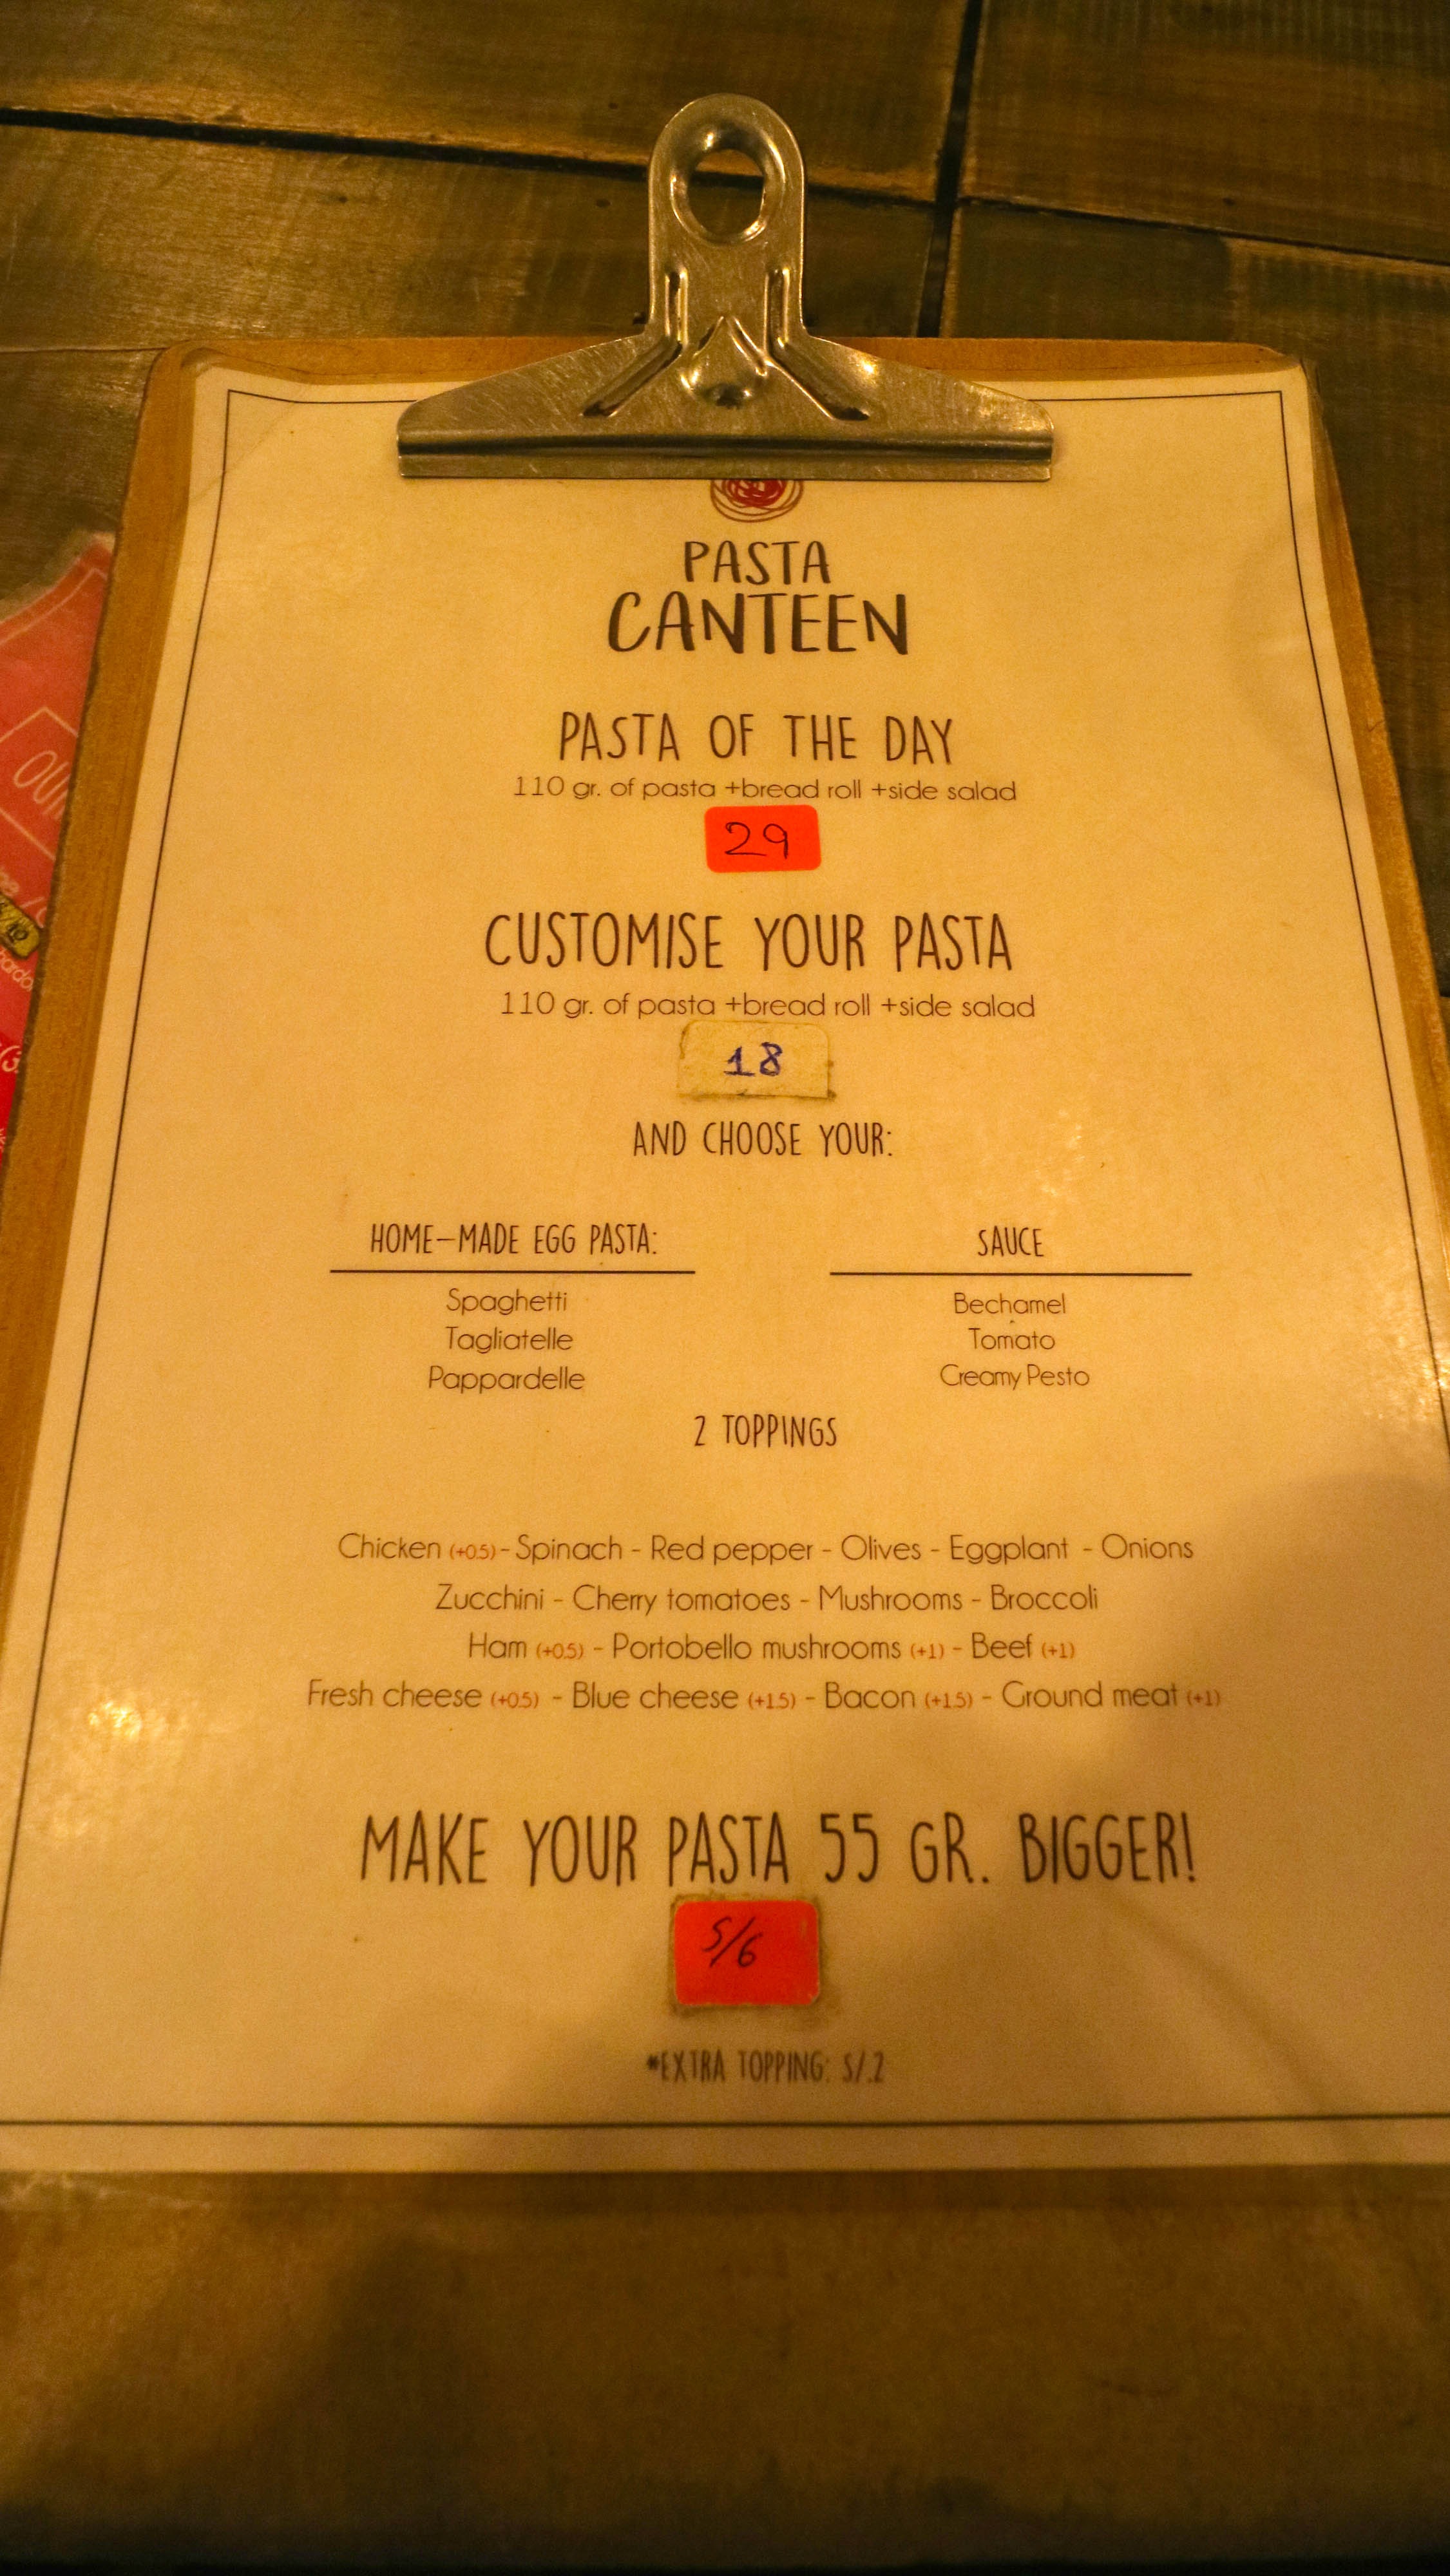 PASTA
CANTEEN
PASTA OF THE DAY
110 gr. of pasta +bread roll +side salad
29
CUSTOMISE YOUR PASTA
110 gr. of pasta +bread roll +side salad
18
AND CHOOSE YOUR:
HOME-MADE EGG PASTA:
Spaghetti
Tagliatelle
Pappardelle
SAUCE
Bechamel
Tomato
Creamy Pesto
2 TOPPINGS
Chicken (+0.5) - Spinach - Red pepper - Olives - Eggplant - Onions
Zucchini - Cherry tomatoes - Mushrooms - Broccoli
Ham (+0.5) - Portobello mushrooms (+1) - Beef (+1)
Fresh cheese (+0.5) - Blue cheese (+1.5) - Bacon (+1.5) - Ground meat (+1)
MAKE YOUR PASTA 55 GR. BIGGER!
S/6
*EXTRA TOPPING: S/.2